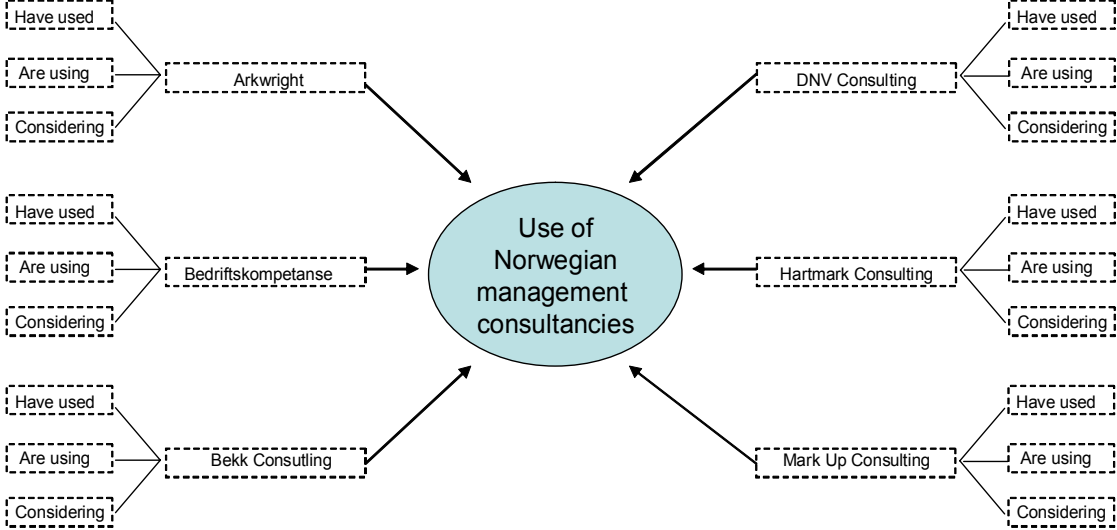 Have used
Are using
Considering
Arkwright
Have used
Are using
Considering
Bedriftskompetanse
Have used
Are using
Considering
Bekk Consutling
Use of
Norwegian
management
consultancies
DNV Consulting
Have used
Are using
Considering
Hartmark Consulting
Have used
Are using
Considering
Mark Up Consulting
Have used
Are using
Considering